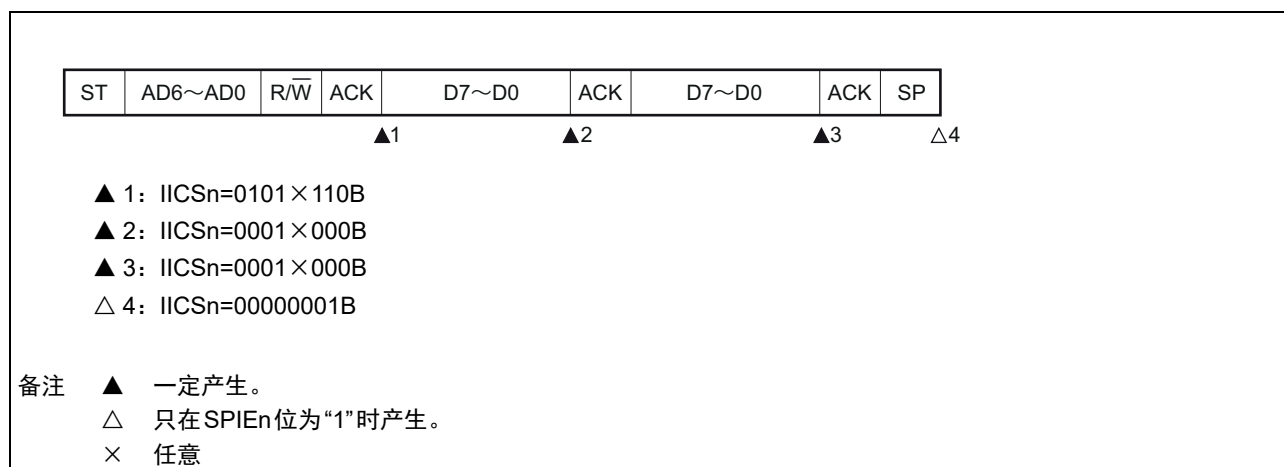 ST AD6～AD0 R/W̅ ACK D7～D0 ACK D7～D0 ACK SP
▲1 ▲2 ▲3 △4
▲ 1：IICSn=0101×110B
▲ 2：IICSn=0001×000B
▲ 3：IICSn=0001×000B
△ 4：IICSn=00000001B
备注 ▲ 一定产生。
△ 只在SPIEn位为“1”时产生。
× 任意